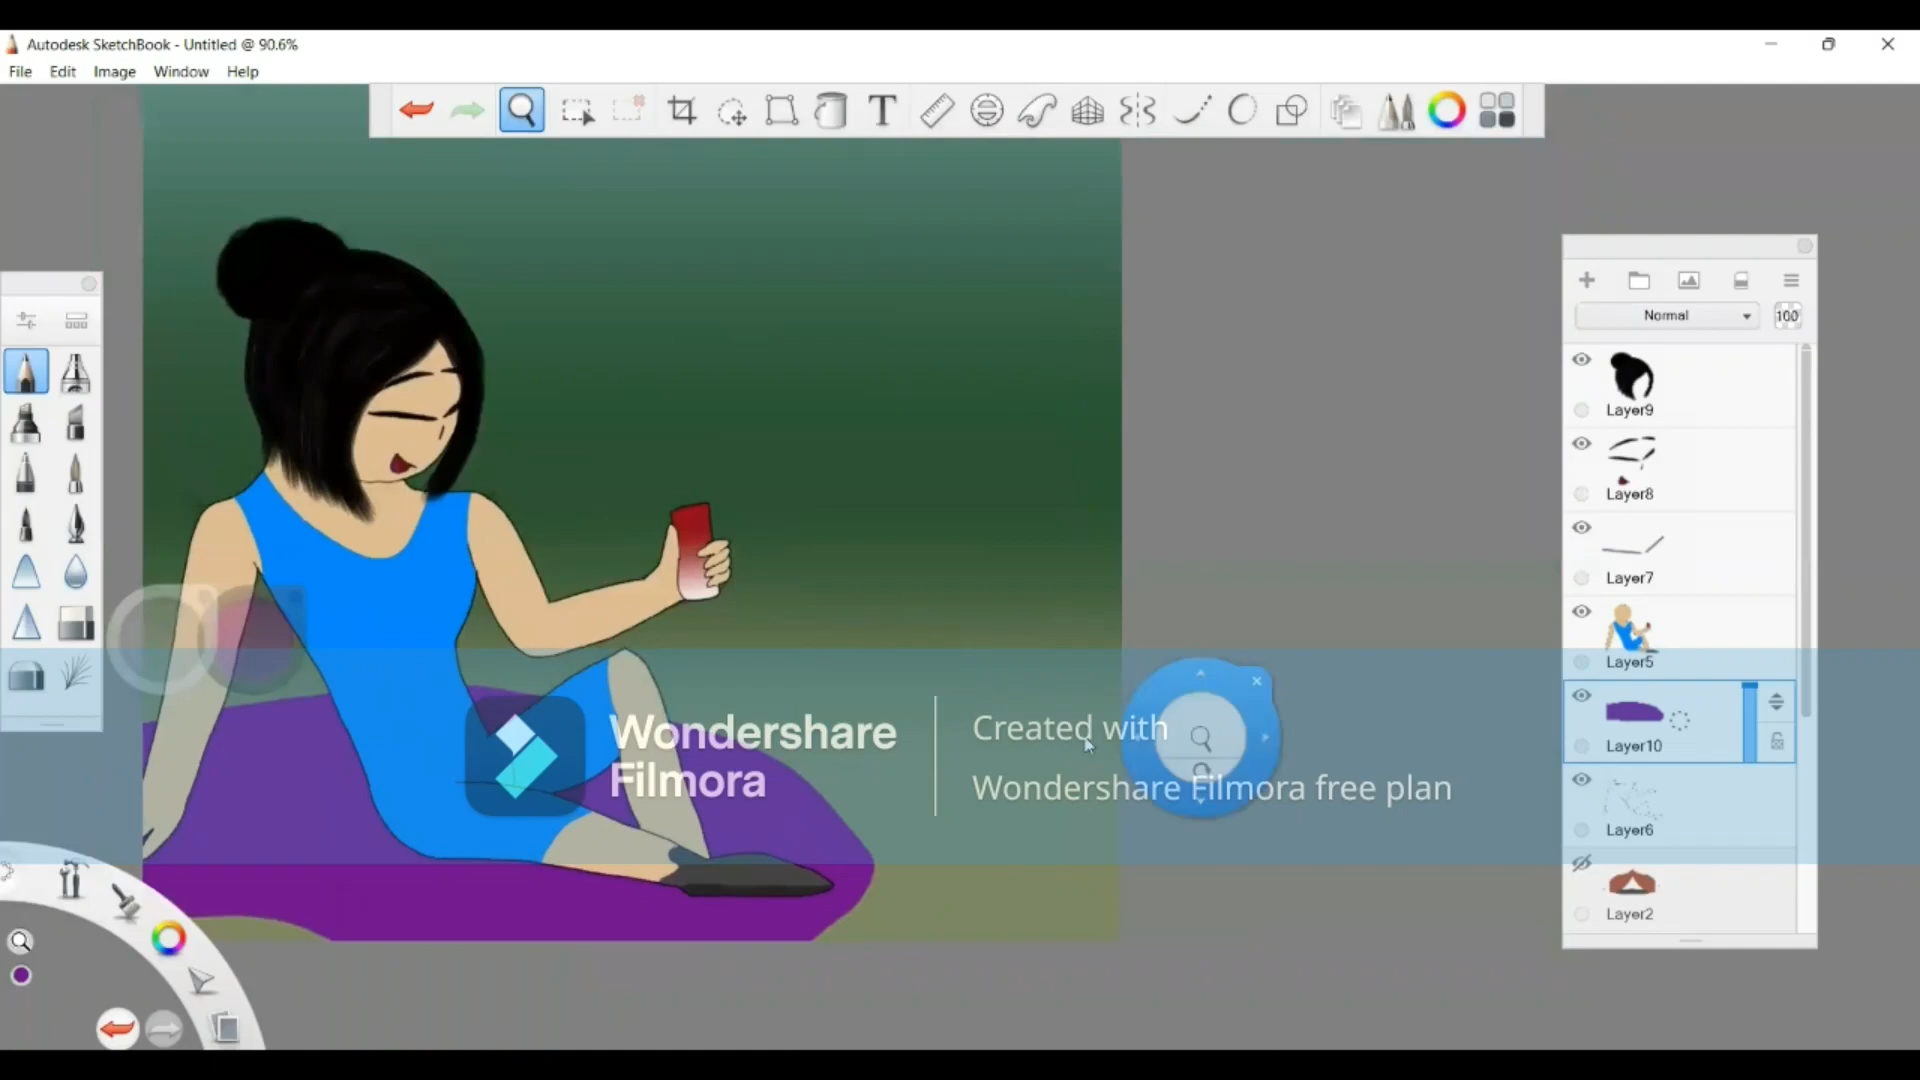 Autodesk SketchBook - Untitled @ 90.6%
File Edit Image Window Help
T
Normal 100
Layer9
Layer8
Layer7
Layer5
Layer10
Layer6
Layer2
Wondershare
Filmora
Created with
Wondershare Filmora free plan